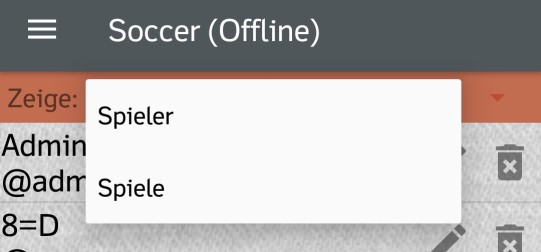 Soccer (Offline)
Zeige:
Spieler
Admin
@adm
Spiele
8=D